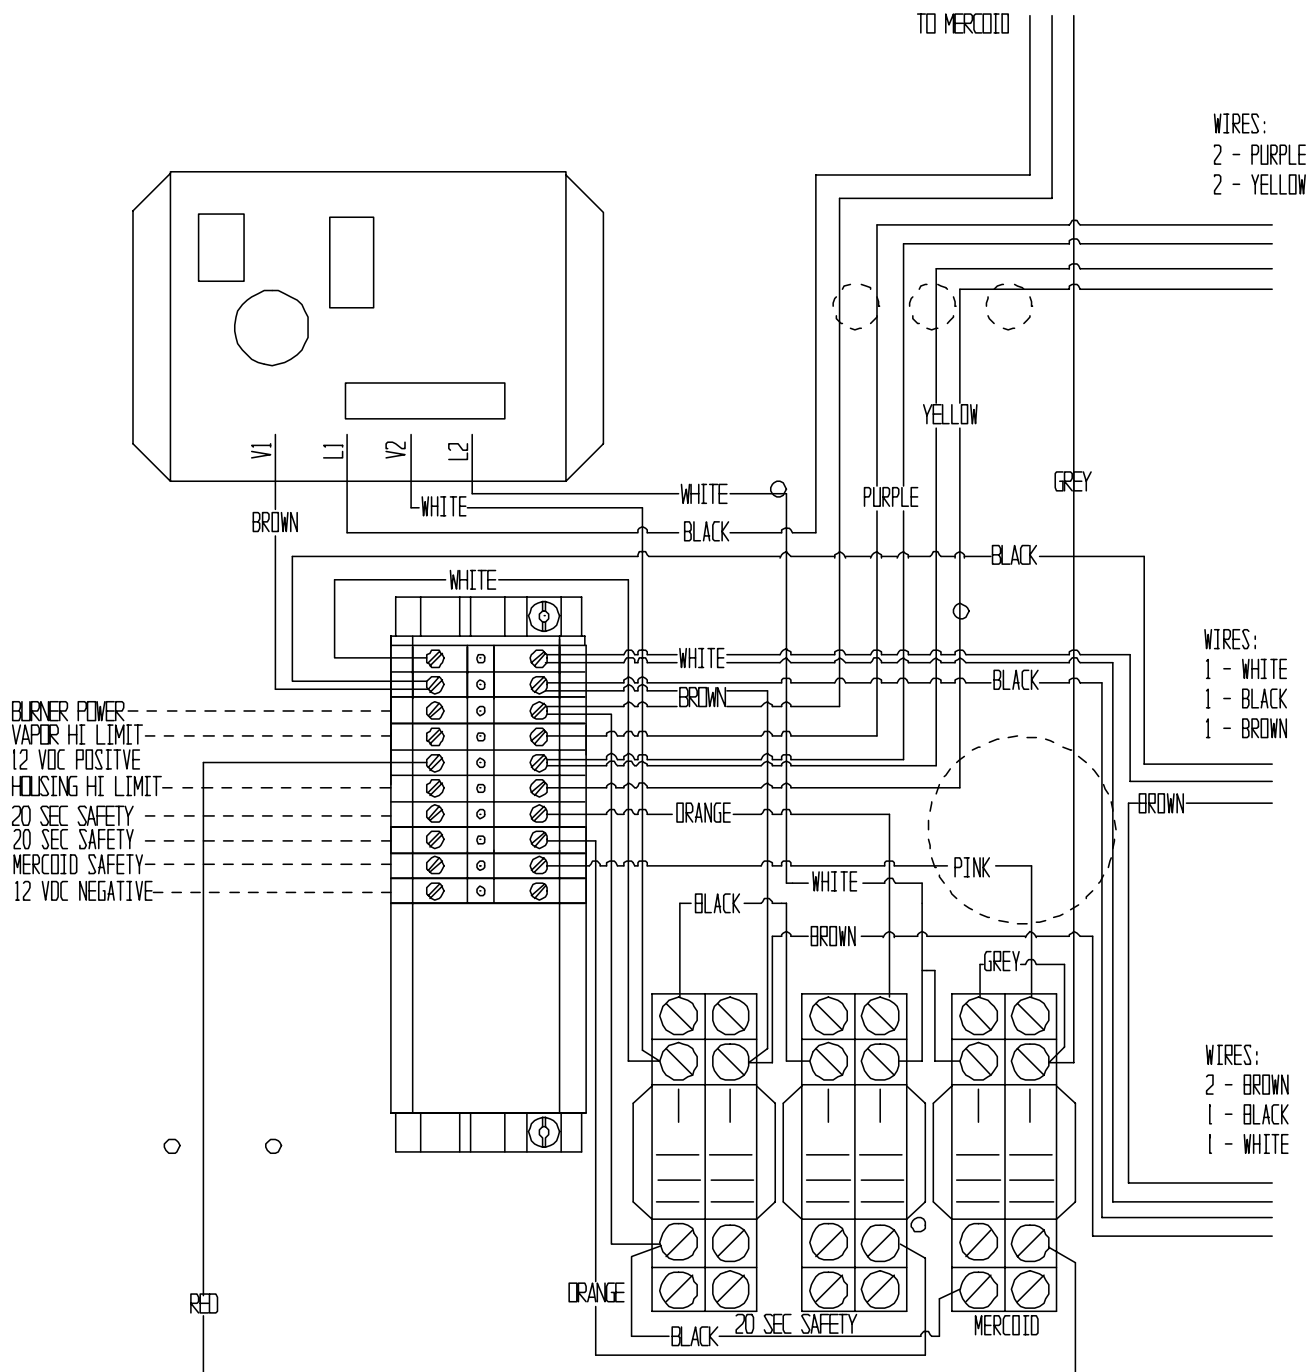 TO MERCOID
WIRES:
2 - PURPLE
2 - YELLOW
V1
L1
V2
L2
YELLOW
GREY
PURPLE
WHITE
WHITE
BROWN
BLACK
BLACK
WHITE
WHITE
BLACK
BROWN
WIRES:
1 - WHITE
1 - BLACK
1 - BROWN
BURNER POWER
VAPOR HI LIMIT
12 VDC POSITVE
HOUSING HI LIMIT
20 SEC SAFETY
20 SEC SAFETY
MERCOID SAFETY
12 VDC NEGATIVE
BROWN
ORANGE
PINK
WHITE
BLACK
BROWN
GREY
WIRES:
2 - BROWN
1 - BLACK
1 - WHITE
RED
ORANGE
BLACK
20 SEC SAFETY
MERCOID